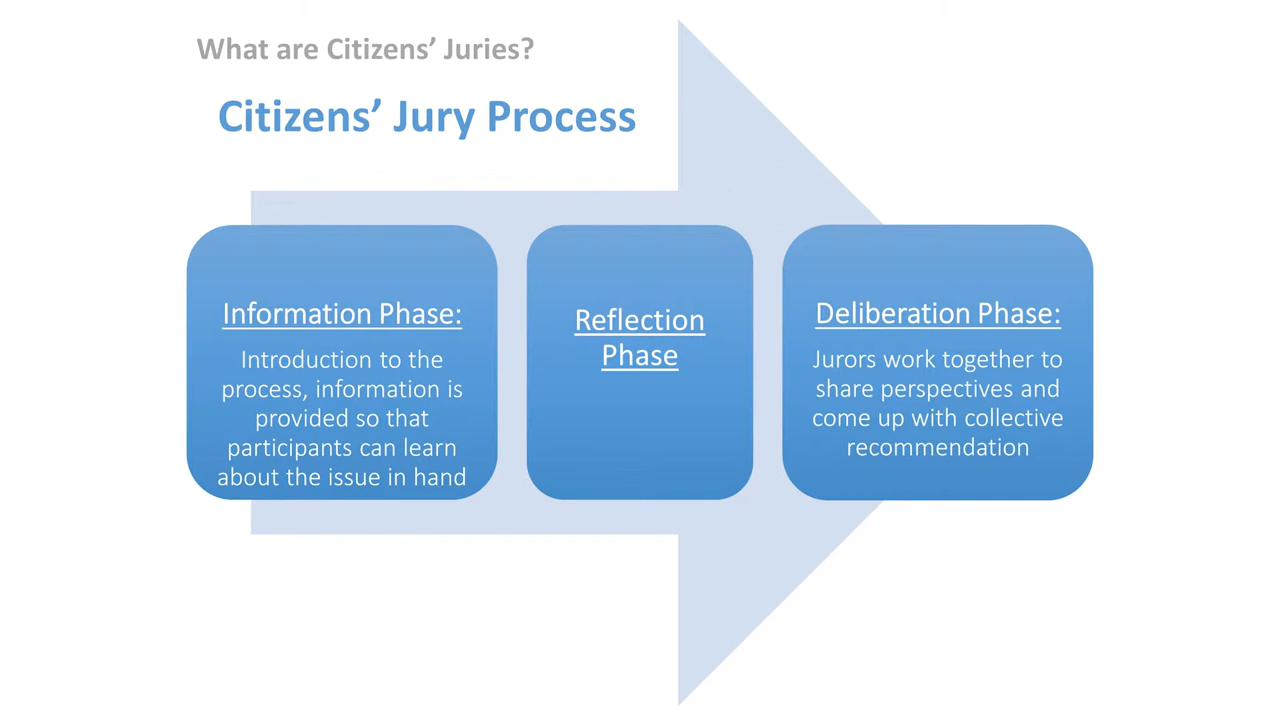 What are Citizens’ Juries?
Citizens’ Jury Process
Information Phase:
Introduction to the
process, information is
provided so that
participants can learn
about the issue in hand
Reflection
Phase
Deliberation Phase:
Jurors work together to
share perspectives and
come up with collective
recommendation